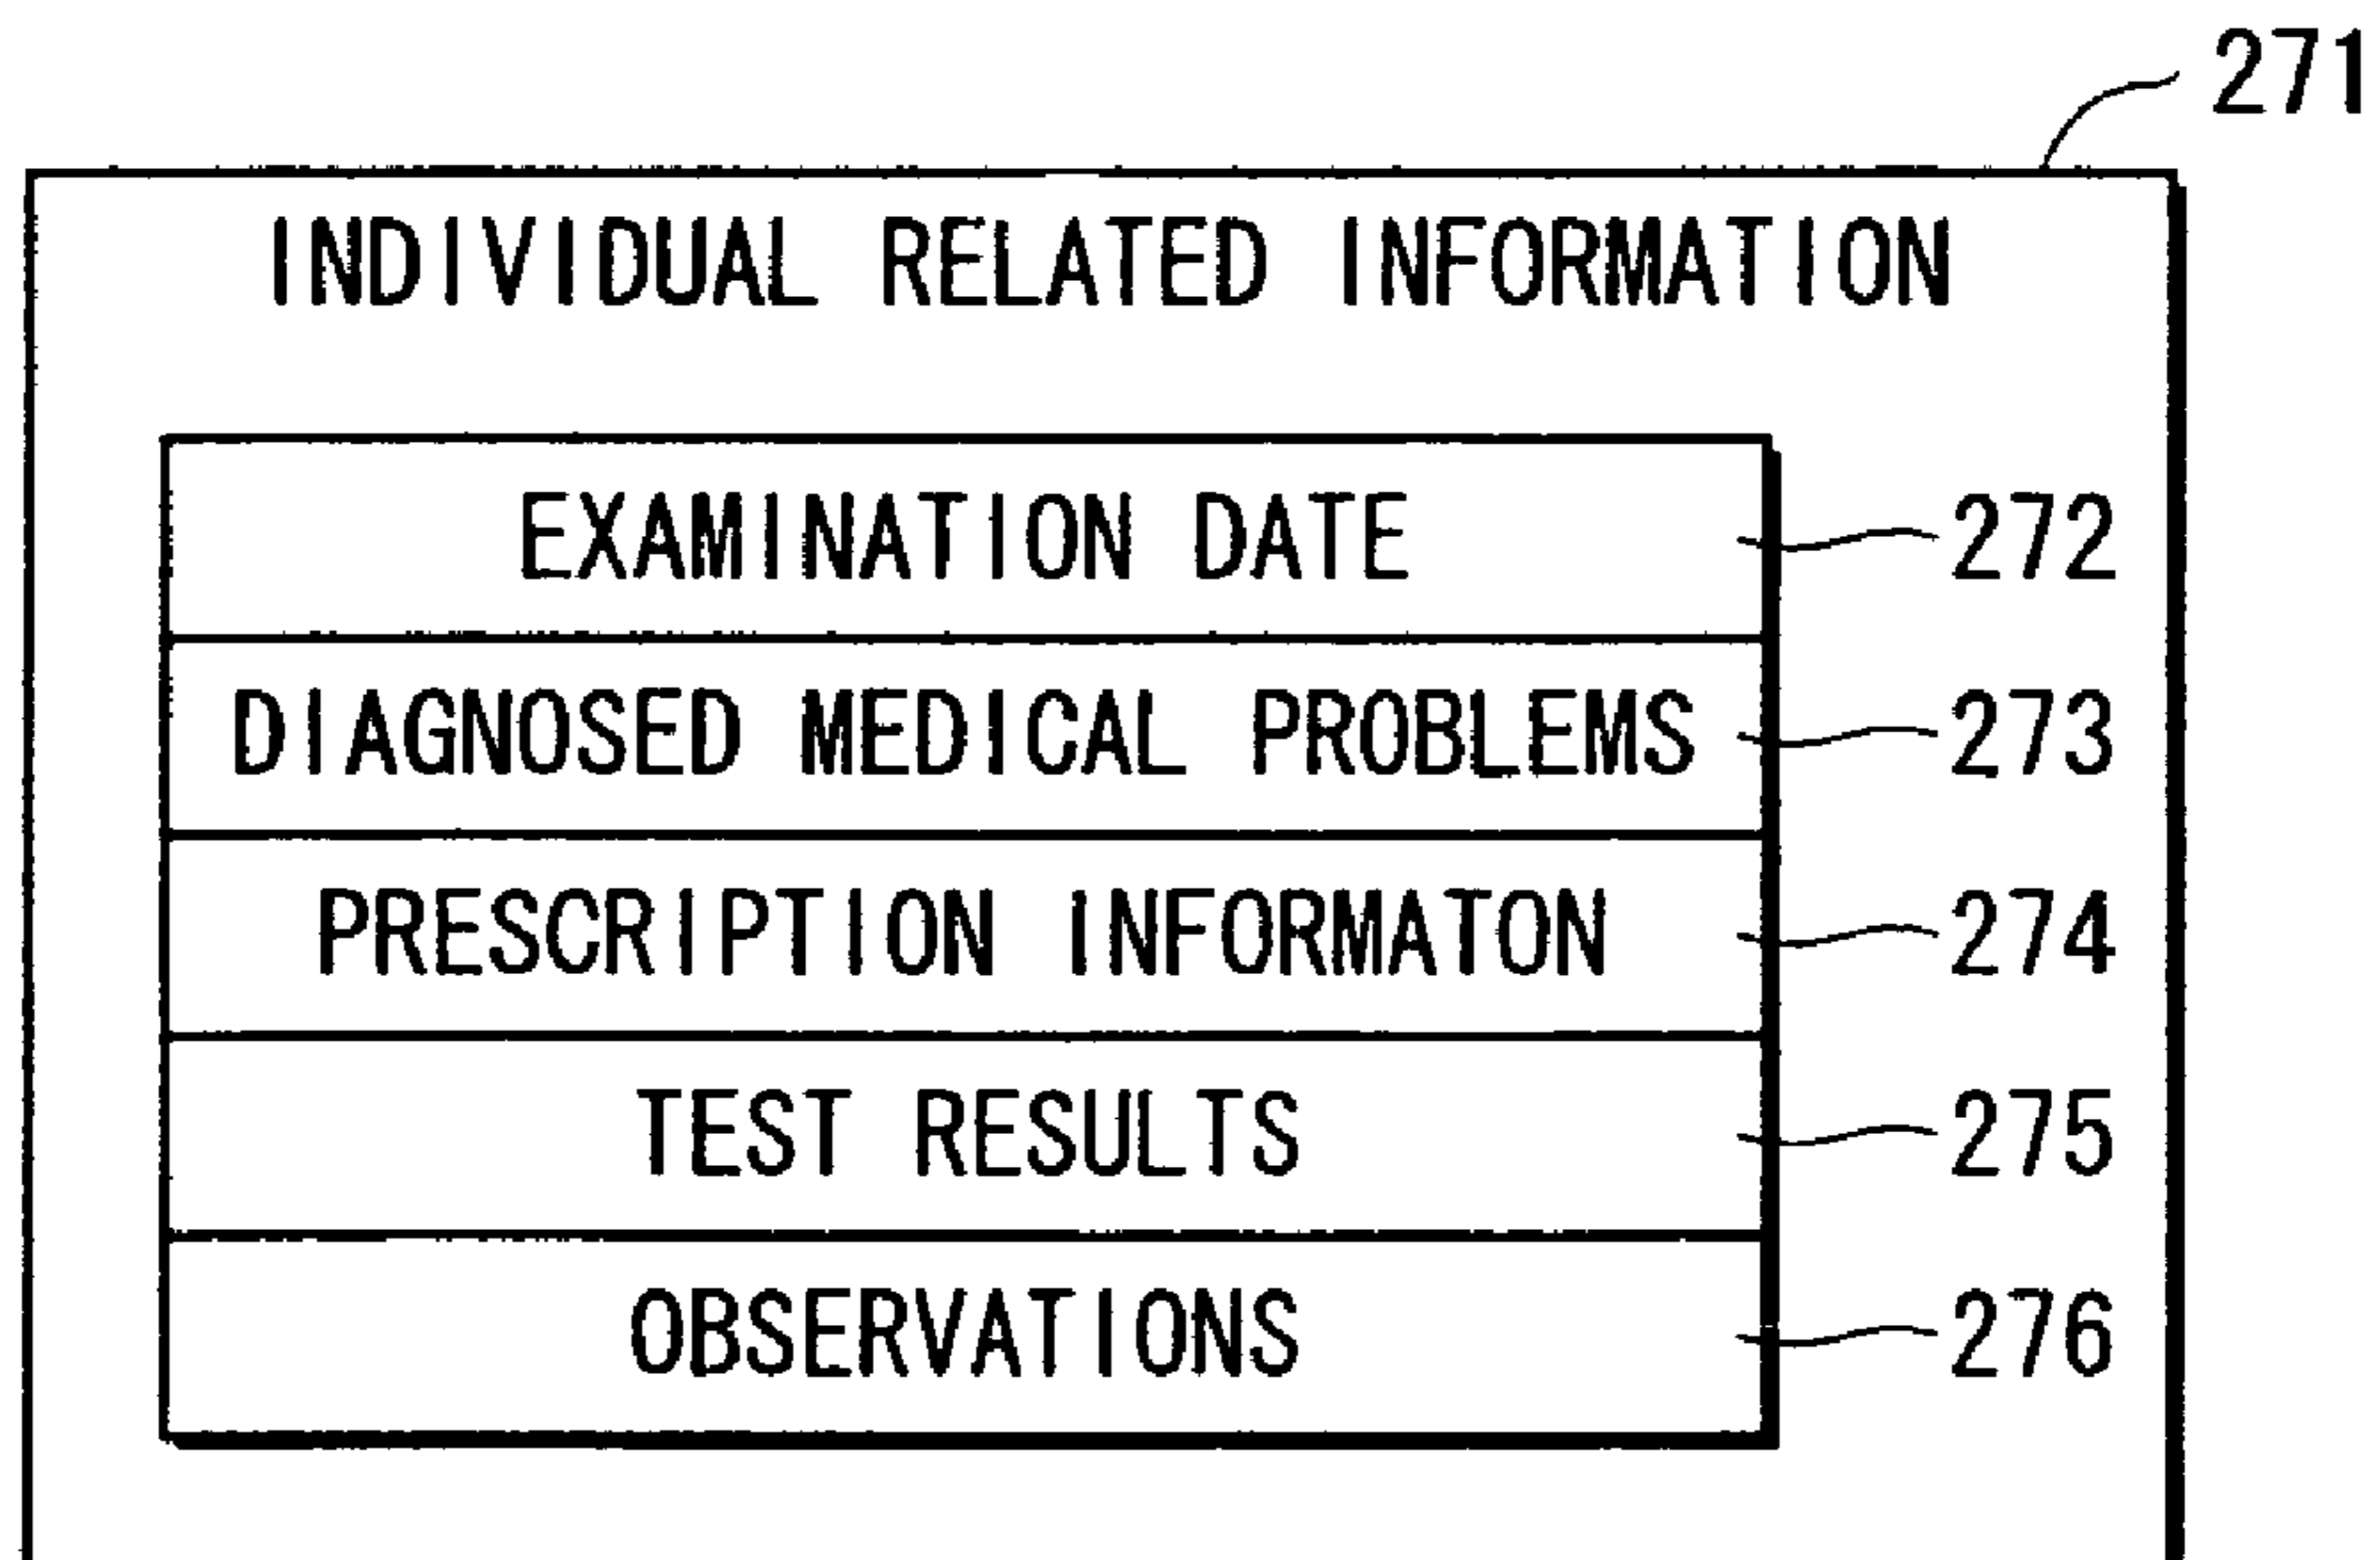 271
INDIVIDUAL RELATED INFORMATION
EXAMINATION DATE 272
DIAGNOSED MEDICAL PROBLEMS 273
PRESCRIPTION INFORMATON 274
TEST RESULTS 275
OBSERVATIONS 276